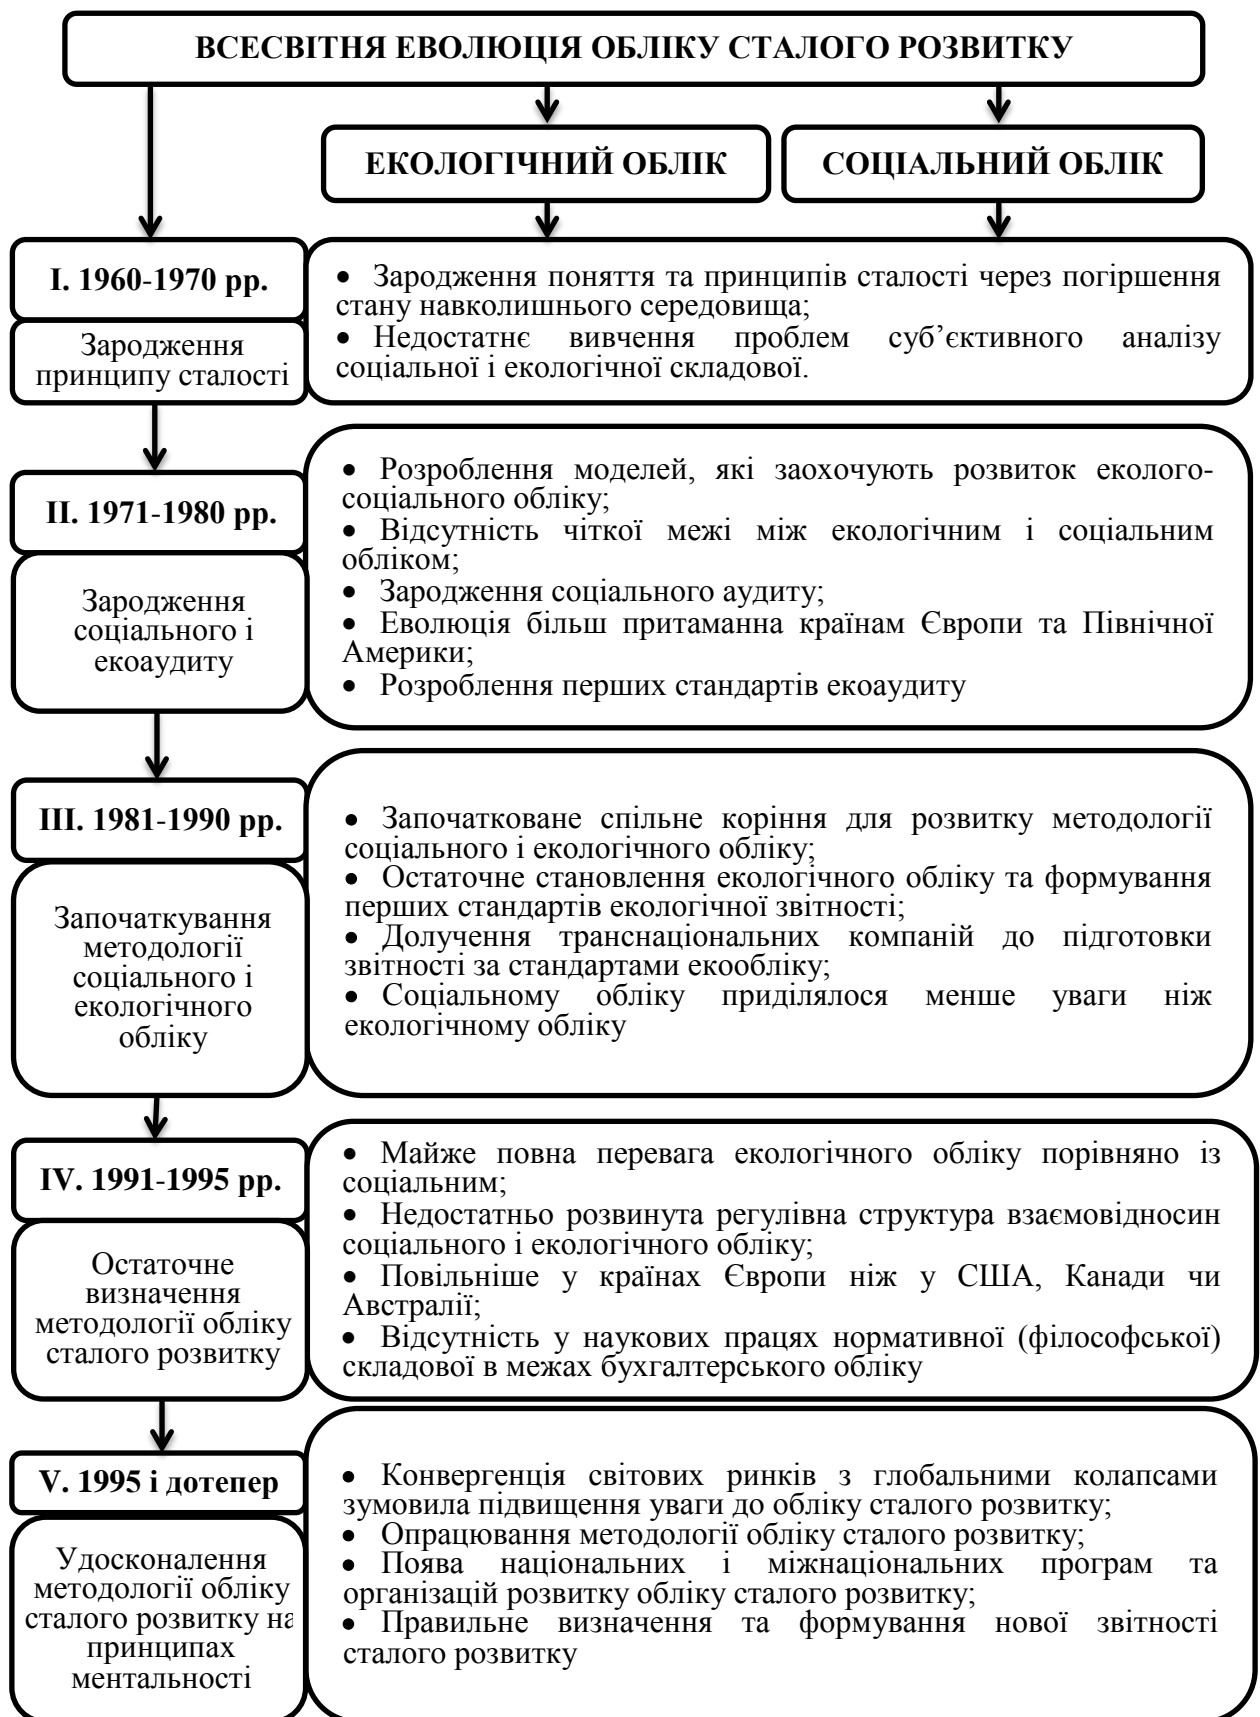 ВСЕСВІТНЯ ЕВОЛЮЦІЯ ОБЛІКУ СТАЛОГО РОЗВИТКУ
ЕКОЛОГІЧНИЙ ОБЛІК
СОЦІАЛЬНИЙ ОБЛІК
I. 1960-1970 рр.
Зародження
принципу сталості
• Зародження поняття та принципів сталості через погіршення
стану навколишнього середовища;
• Недостатнє вивчення проблем суб’єктивного аналізу
соціальної і екологічної складової.
II. 1971-1980 рр.
Зародження
соціального і
екоаудиту
• Розроблення моделей, які заохочують розвиток еколого-
соціального обліку;
• Відсутність чіткої межі між екологічним і соціальним
обліком;
• Зародження соціального аудиту;
• Еволюція більш притаманна країнам Європи та Північної
Америки;
• Розроблення перших стандартів екоаудиту
III. 1981-1990 рр.
Започаткування
методології
соціального і
екологічного
обліку
• Започатковане спільне коріння для розвитку методології
соціального і екологічного обліку;
• Остаточне становлення екологічного обліку та формування
перших стандартів екологічної звітності;
• Долучення транснаціональних компаній до підготовки
звітності за стандартами екообліку;
• Соціальному обліку приділялося менше уваги ніж
екологічному обліку
IV. 1991-1995 рр.
Остаточне
визначення
методології обліку
сталого розвитку
• Майже повна перевага екологічного обліку порівняно із
соціальним;
• Недостатньо розвинута регулівна структура взаємовідносин
соціального і екологічного обліку;
• Повільніше у країнах Європи ніж у США, Канади чи
Австралії;
• Відсутність у наукових працях нормативної (філософської)
складової в межах бухгалтерського обліку
V. 1995 і дотепер
Удосконалення
методології обліку
сталого розвитку на
принципах
ментальності
• Конвергенція світових ринків з глобальними колапсами
зумовила підвищення уваги до обліку сталого розвитку;
• Опрацювання методології обліку сталого розвитку;
• Поява національних і міжнаціональних програм та
організацій розвитку обліку сталого розвитку;
• Правильне визначення та формування нової звітності
сталого розвитку